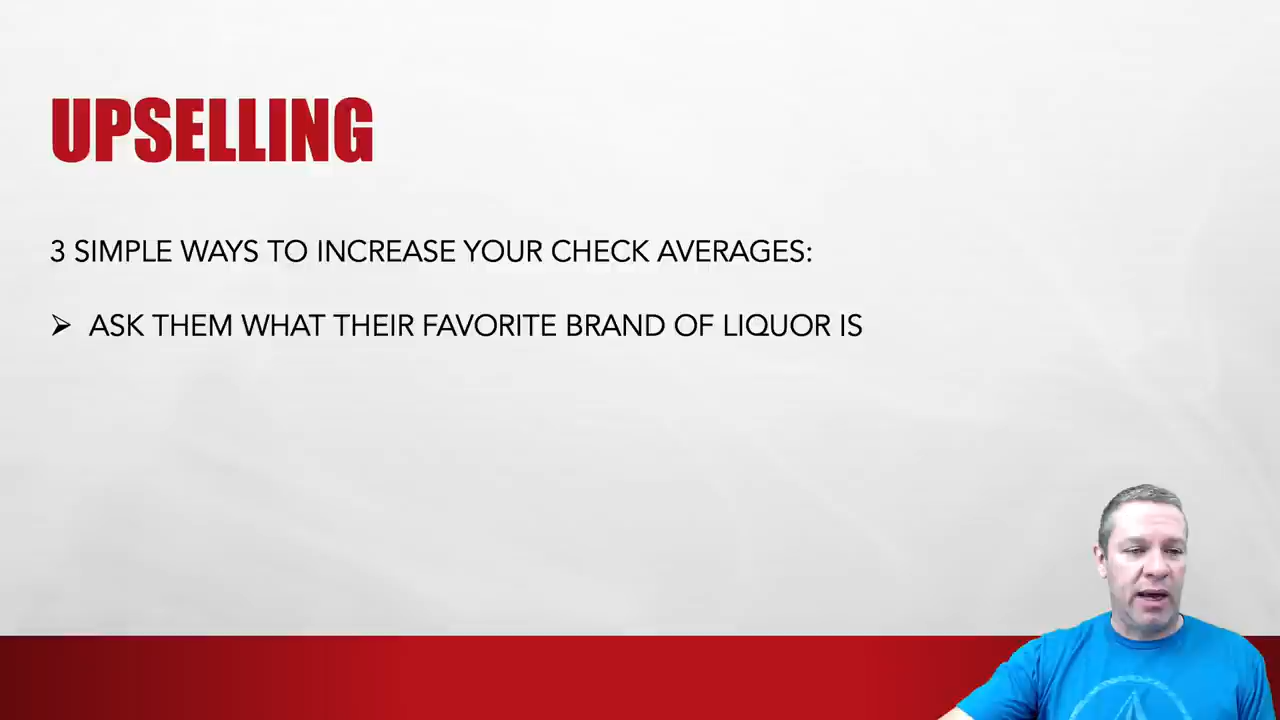 UPSELLING
3 SIMPLE WAYS TO INCREASE YOUR CHECK AVERAGES:
➢ ASK THEM WHAT THEIR FAVORITE BRAND OF LIQUOR IS